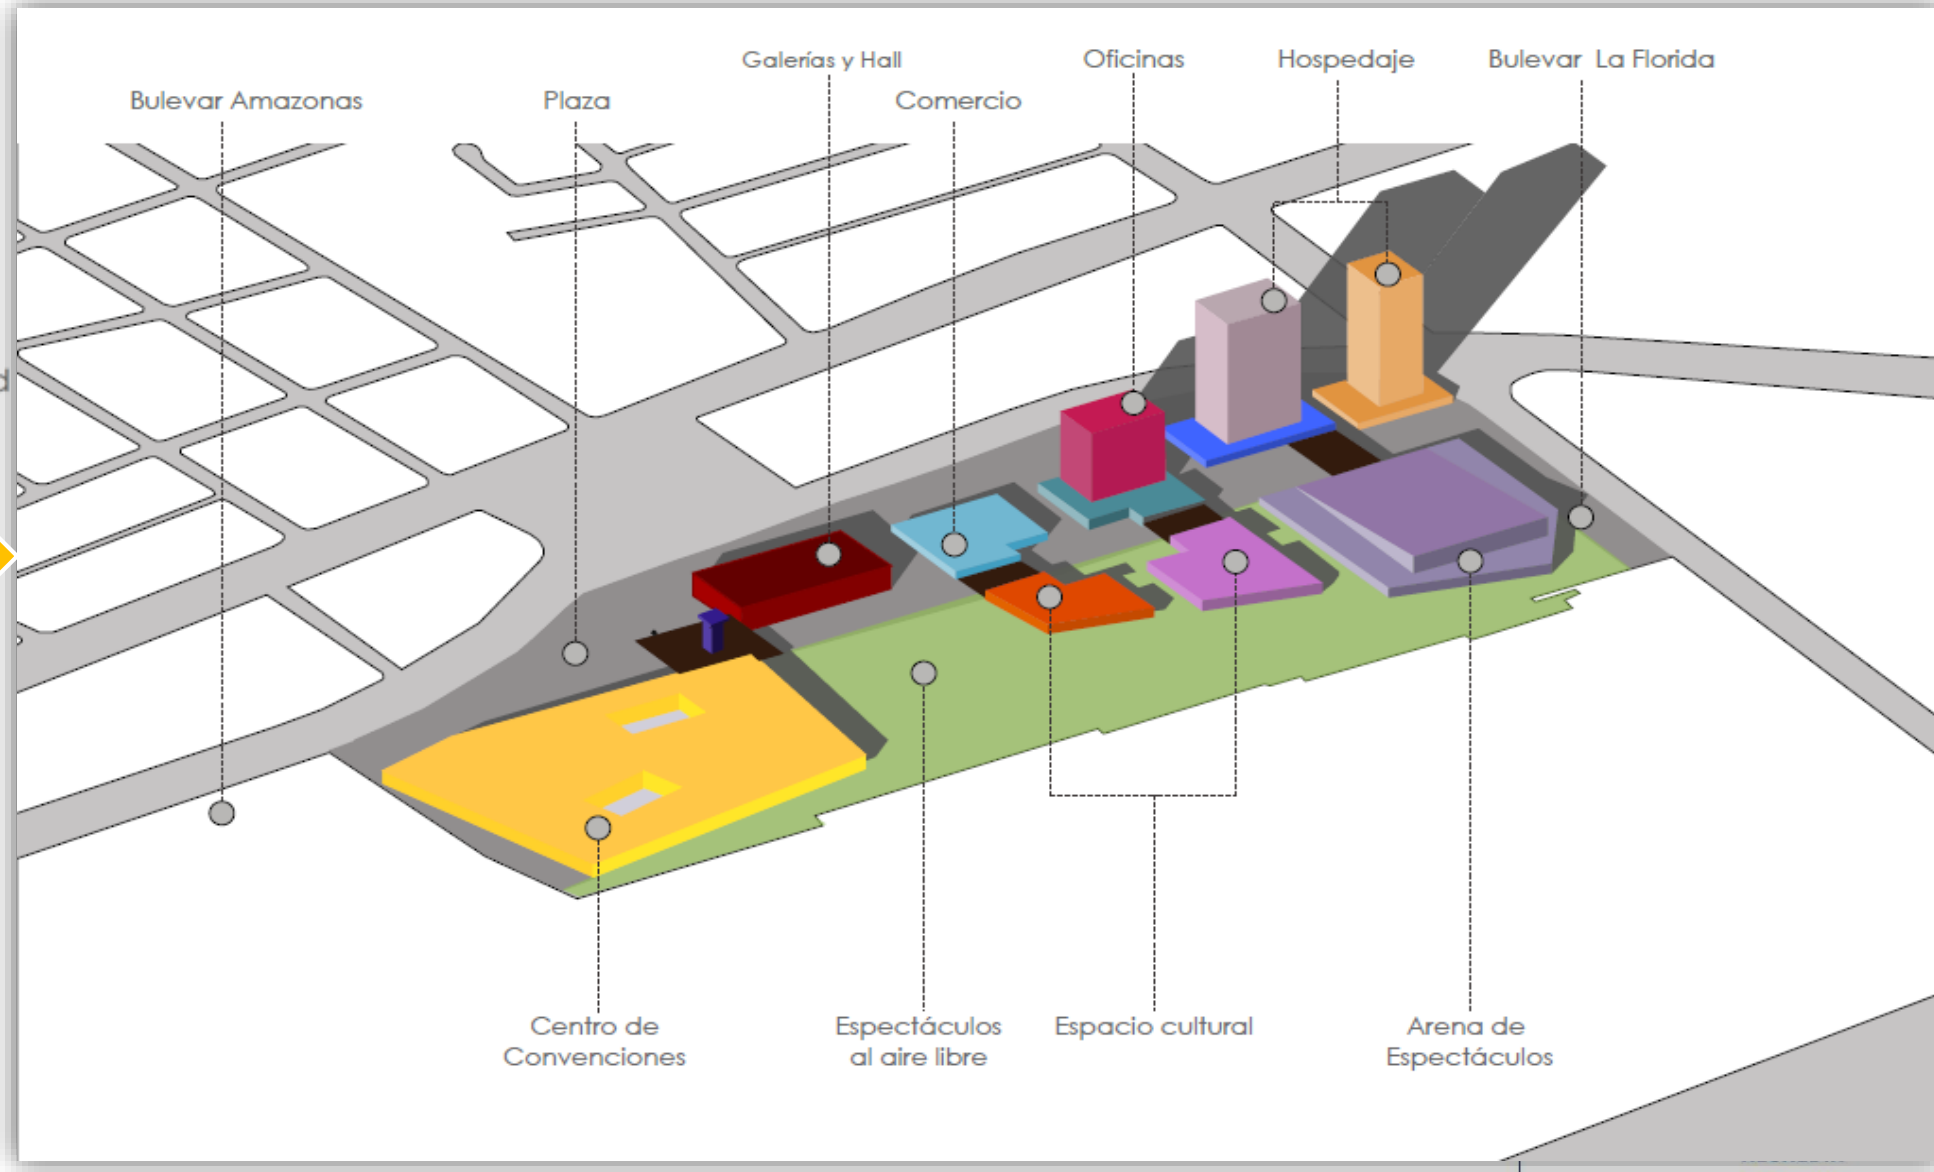 Galerías y Hall
Oficinas
Hospedaje
Bulevar La Florida
Bulevar Amazonas
Plaza
Comercio
Centro de
Convenciones
Espectáculos
al aire libre
Espacio cultural
Arena de
Espectáculos